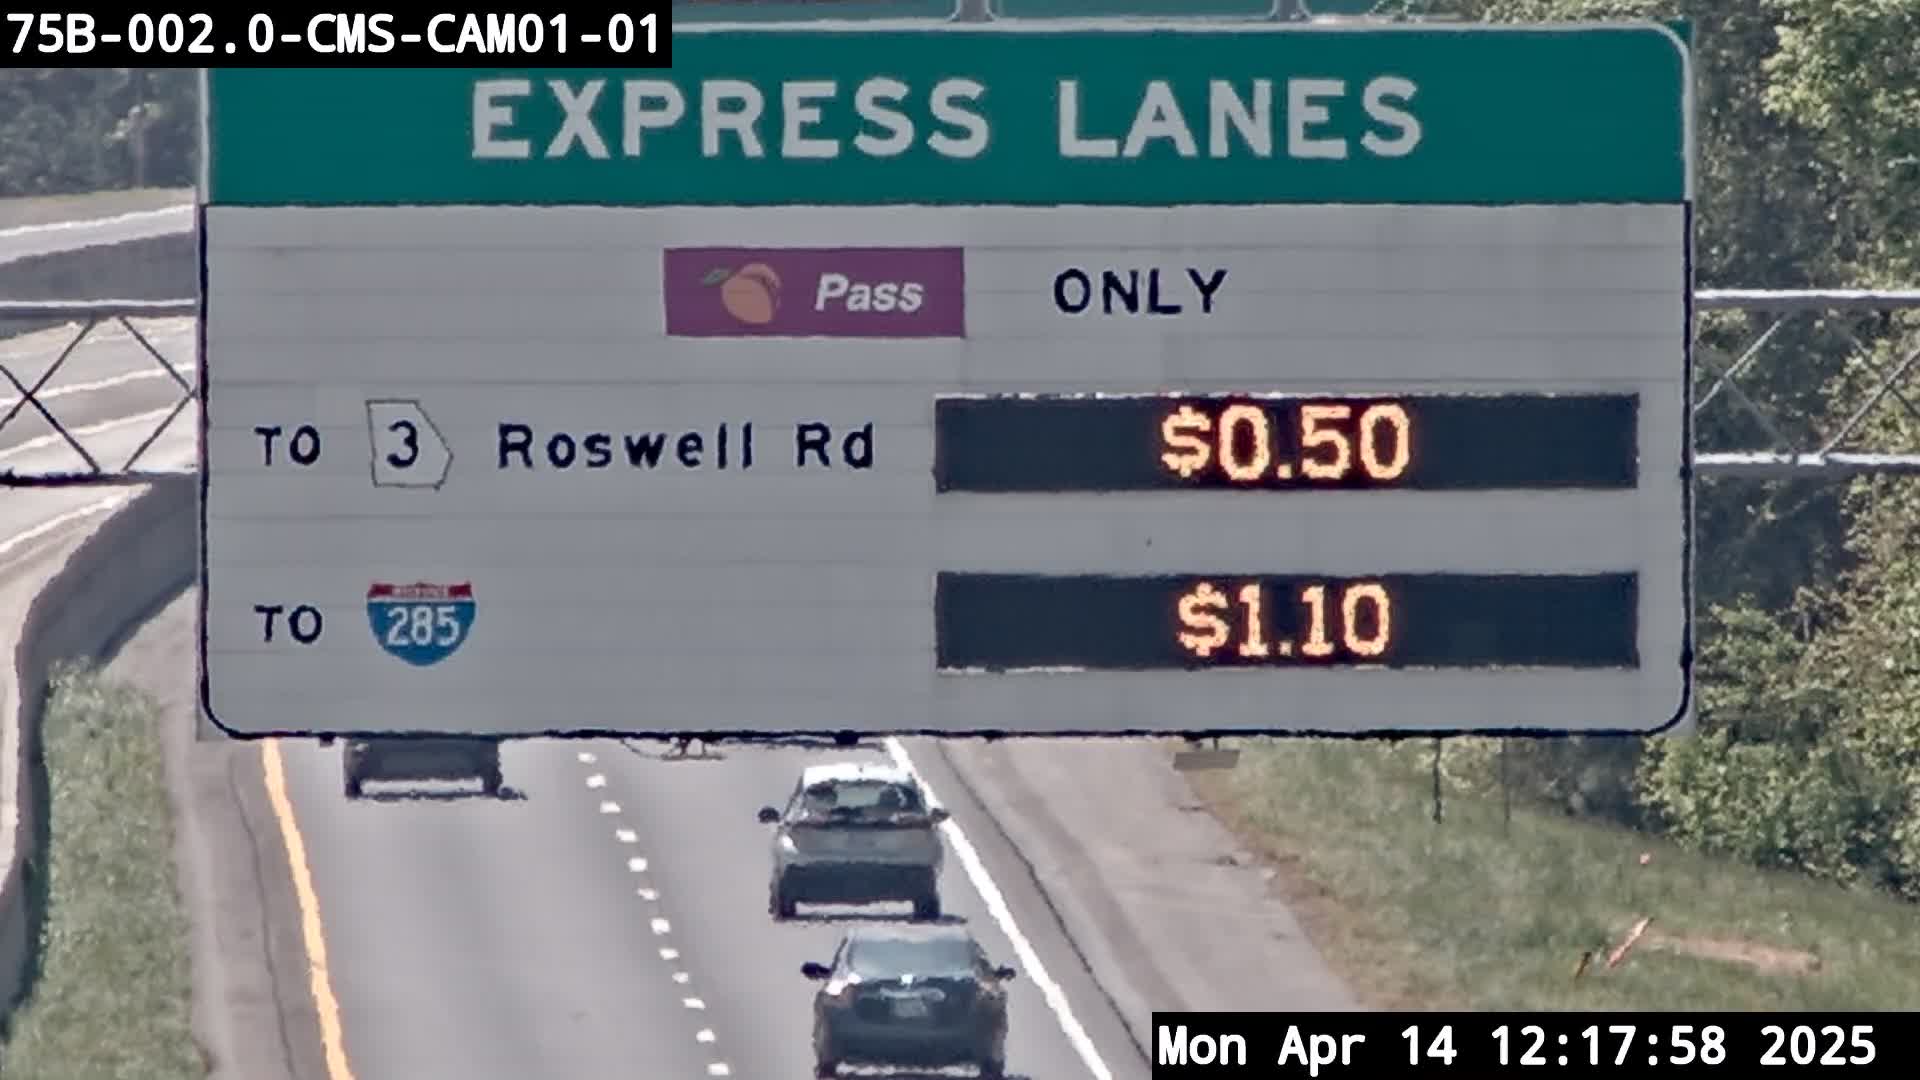 75B-002.0-CMS-CAM01-01
EXPRESS LANES
Pass ONLY
TO 3 Roswell Rd $0.50
TO 285 $1.10
Mon Apr 14 12:17:58 2025